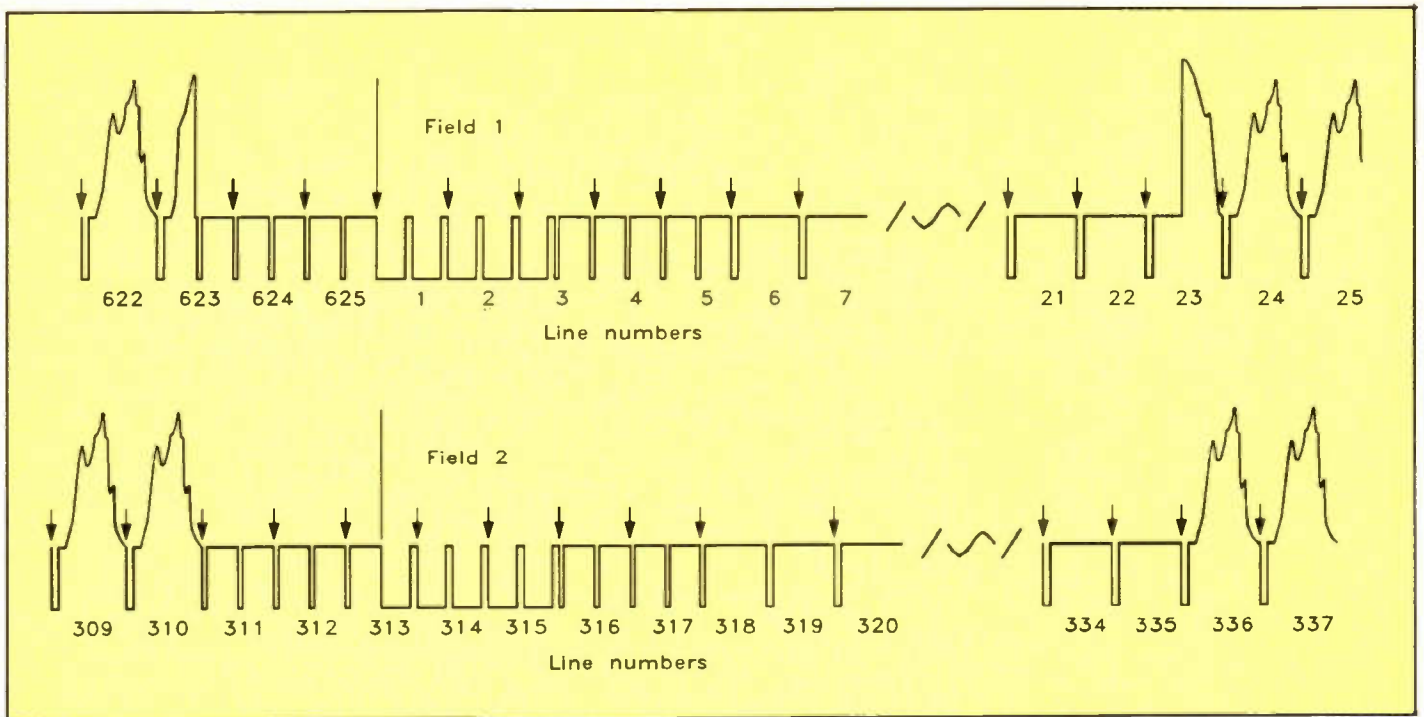 Field 1
622 623 624 625 1 2 3 4 5 6 7 21 22 23 24 25
Line numbers
Field 2
309 310 311 312 313 314 315 316 317 318 319 320 334 335 336 337
Line numbers